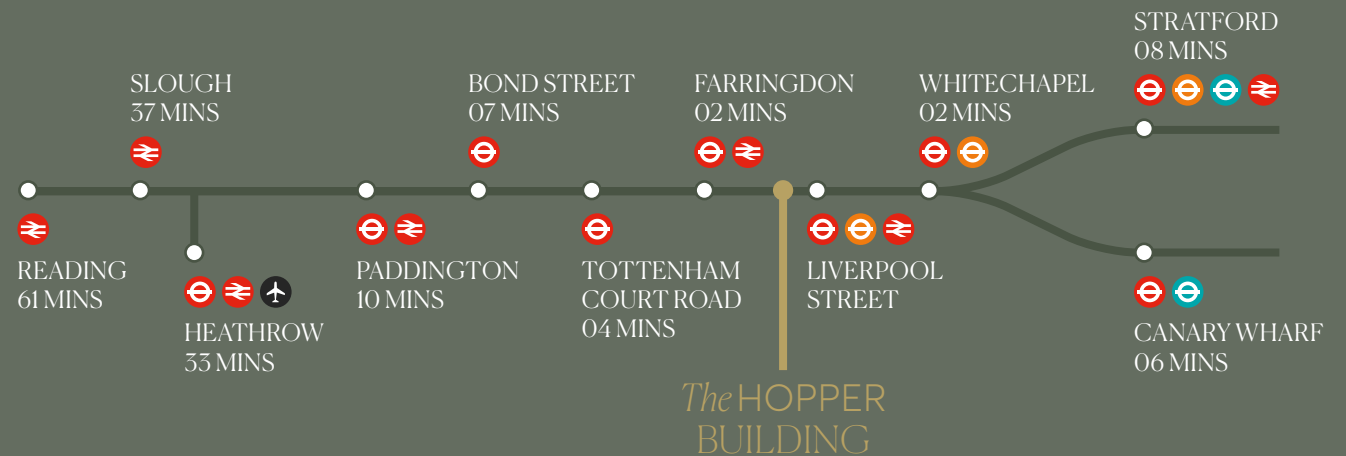 STRATFORD
08 MINS
SLOUGH
37 MINS
BOND STREET
07 MINS
FARRINGDON
02 MINS
WHITECHAPEL
02 MINS
READING
61 MINS
HEATHROW
33 MINS
PADDINGTON
10 MINS
TOTTENHAM
COURT ROAD
04 MINS
LIVERPOOL
STREET
CANARY WHARF
06 MINS
The HOPPER
BUILDING